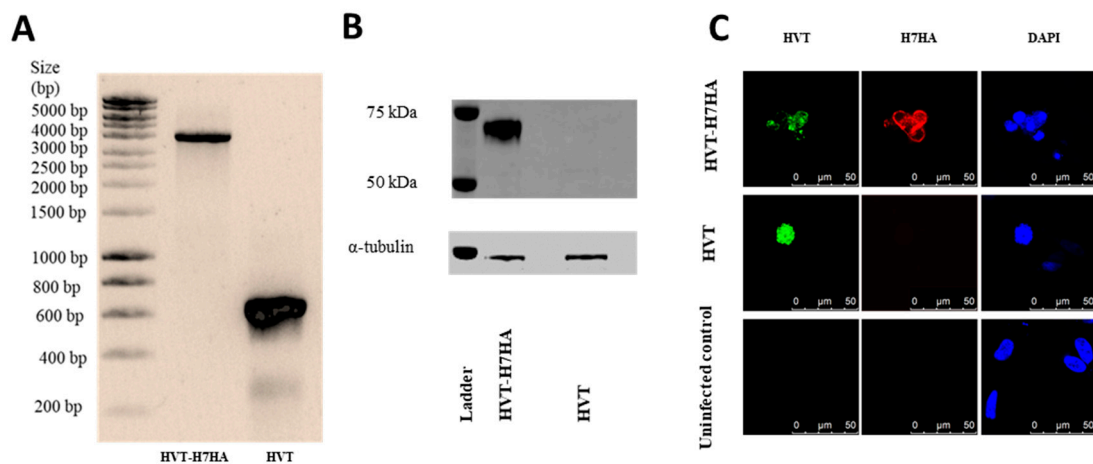 A
Size
(bp)
5000 bp
4000 bp
3000 bp
2500 bp
2000 bp
1500 bp
1000 bp
800 bp
600 bp
400 bp
200 bp
HVT-H7HA HVT
B
75 kDa
50 kDa
α-tubulin
Ladder
HVT-H7HA
HVT
C
HVT H7HA DAPI
HVT-H7HA
0 µm 50 0 µm 50 0 µm 50
HVT
0 µm 50 0 µm 50 0 µm 50
Uninfected control
0 µm 50 0 µm 50 0 µm 50